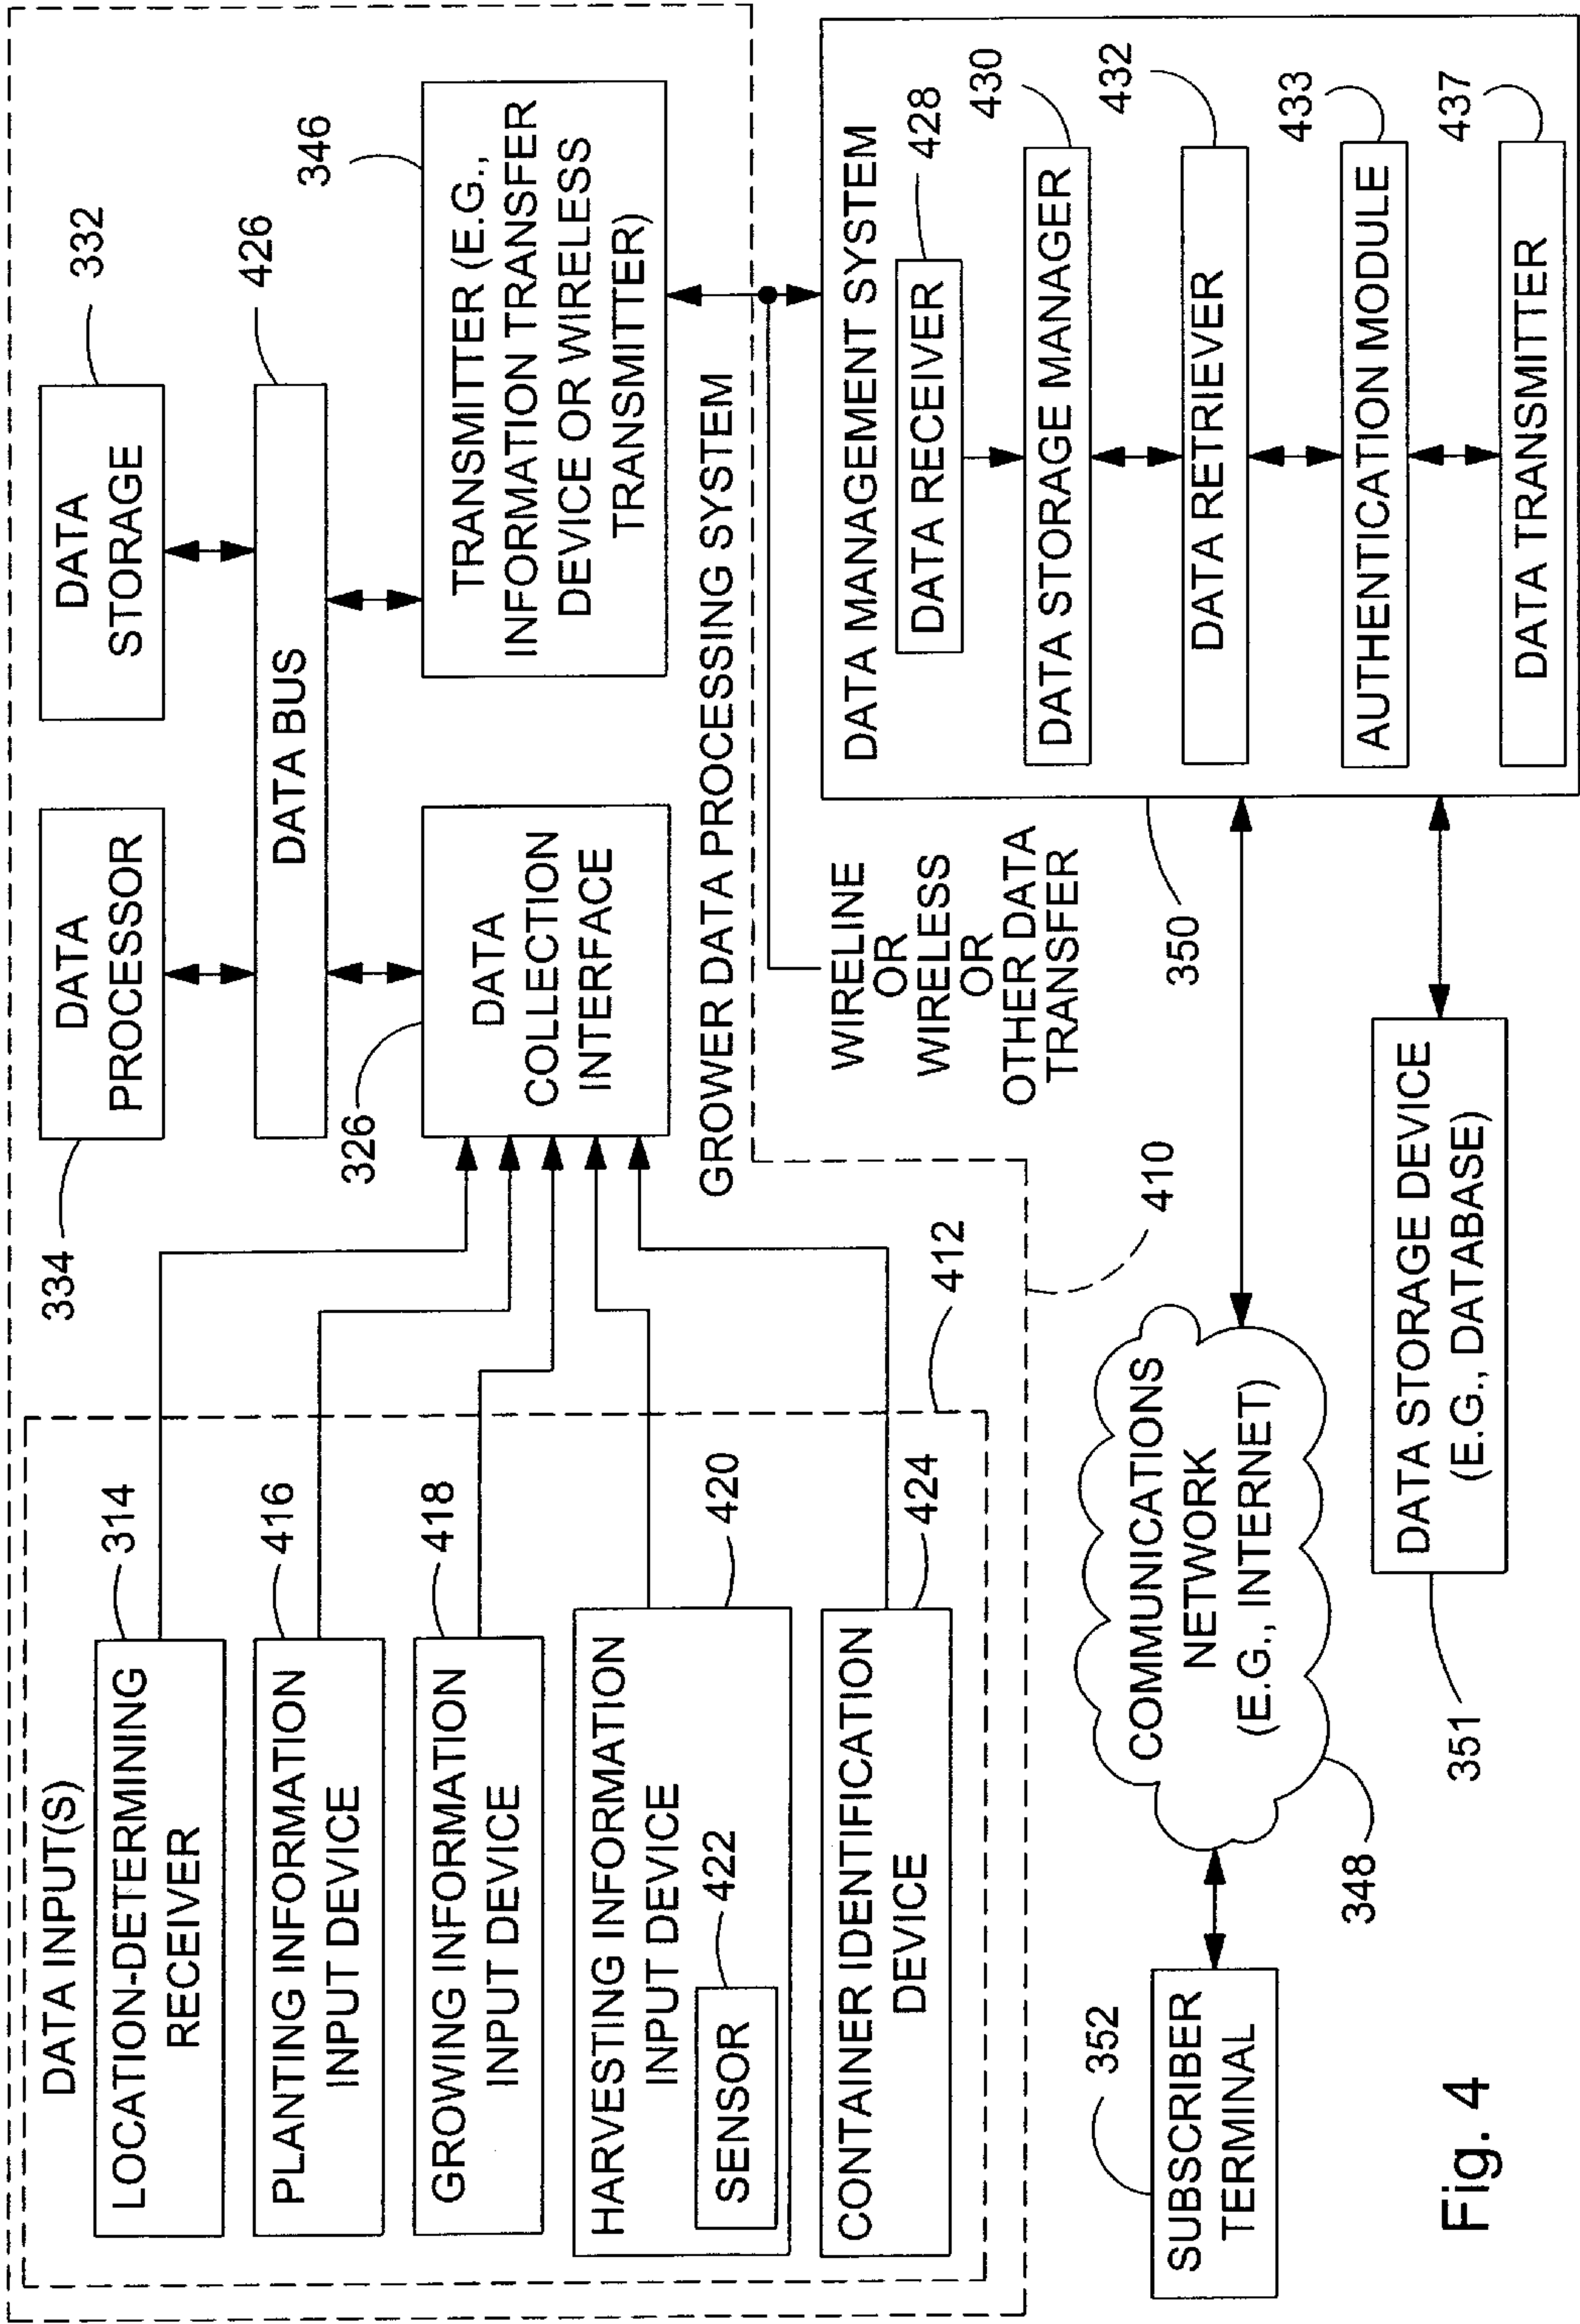 DATA INPUT(S)
LOCATION-DETERMINING
RECEIVER
314
PLANTING INFORMATION
INPUT DEVICE
416
GROWING INFORMATION
INPUT DEVICE
418
HARVESTING INFORMATION
INPUT DEVICE
420
SENSOR
422
CONTAINER IDENTIFICATION
DEVICE
424
412
410
334
DATA
PROCESSOR
DATA
STORAGE
332
DATA BUS
426
326
DATA
COLLECTION
INTERFACE
346
TRANSMITTER (E.G.,
INFORMATION TRANSFER
DEVICE OR WIRELESS
TRANSMITTER)
GROWER DATA PROCESSING SYSTEM
WIRELINE
OR
WIRELESS
OR
OTHER DATA
TRANSFER
DATA MANAGEMENT SYSTEM
DATA RECEIVER
428
DATA STORAGE MANAGER
430
DATA RETRIEVER
432
AUTHENTICATION MODULE
433
DATA TRANSMITTER
437
350
352
SUBSCRIBER
TERMINAL
COMMUNICATIONS
NETWORK
(E.G., INTERNET)
348
DATA STORAGE DEVICE
(E.G., DATABASE)
351
Fig. 4